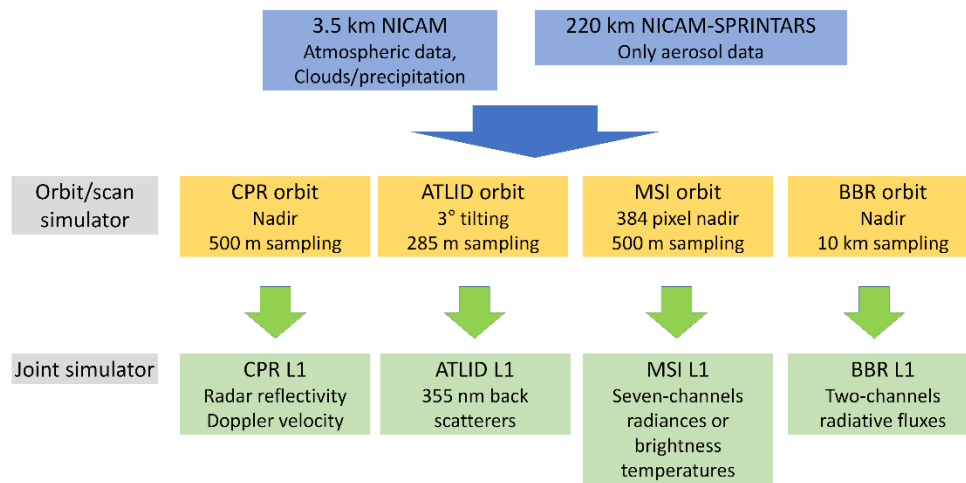 3.5 km NICAM
Atmospheric data,
Clouds/precipitation
220 km NICAM-SPRINTARS
Only aerosol data
Orbit/scan
simulator
CPR orbit
Nadir
500 m sampling
ATLID orbit
3° tilting
285 m sampling
MSI orbit
384 pixel nadir
500 m sampling
BBR orbit
Nadir
10 km sampling
Joint simulator
CPR L1
Radar reflectivity
Doppler velocity
ATLID L1
355 nm back
scatterers
MSI L1
Seven-channels
radiances or
brightness
temperatures
BBR L1
Two-channels
radiative fluxes